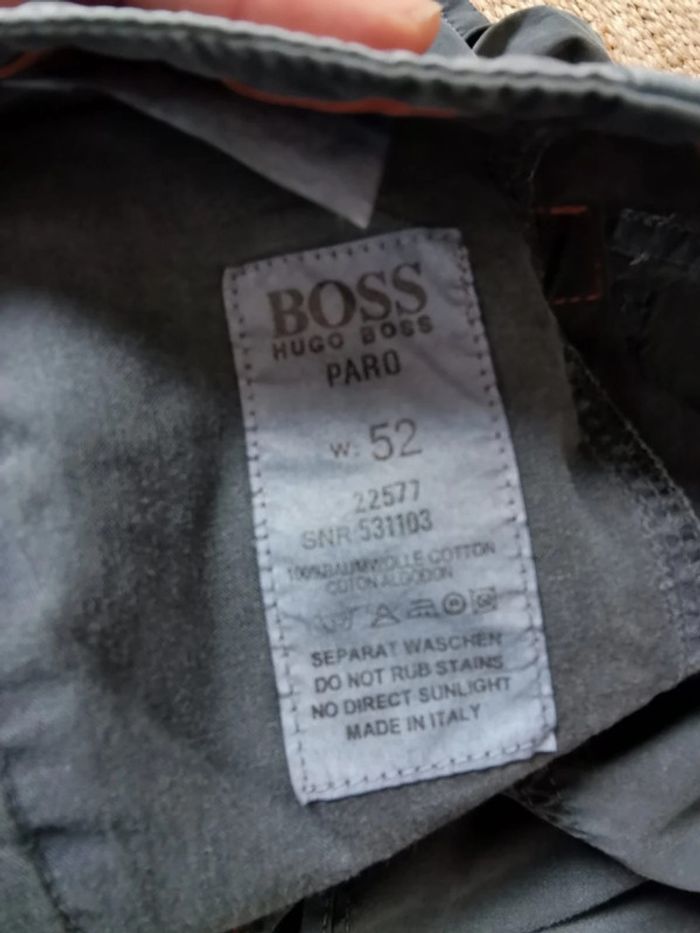 BOSS
HUGO BOSS
PARO
W: 52
22577
SNR 531103
100% BAUMWOLLE COTTON
COTON ALGODON
SEPARAT WASCHEN
DO NOT RUB STAINS
NO DIRECT SUNLIGHT
MADE IN ITALY